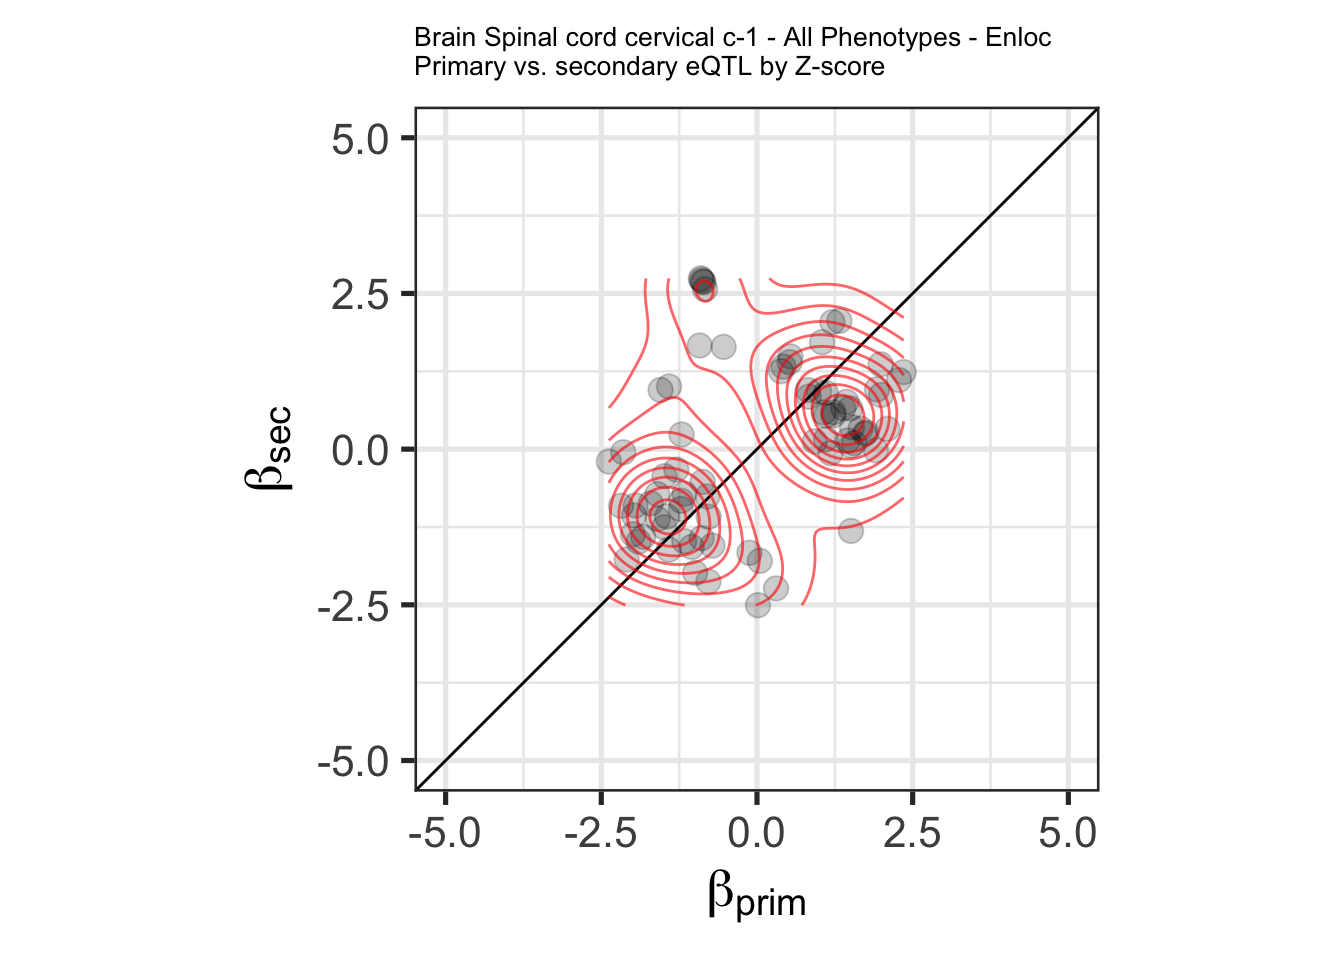 Brain Spinal cord cervical c-1 - All Phenotypes - Enloc
Primary vs. secondary eQTL by Z-score
5.0
2.5
0.0
-2.5
-5.0
βsec
-5.0 -2.5 0.0 2.5 5.0
βprim